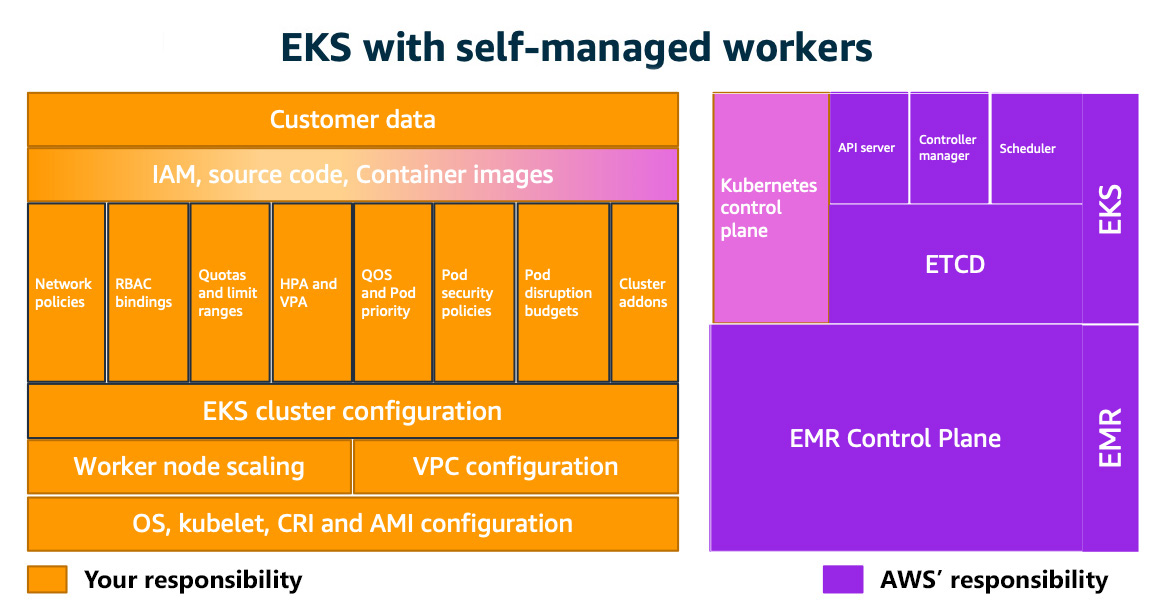 EKS with self-managed workers
Customer data
IAM, source code, Container images
Network
policies
RBAC
bindings
Quotas
and limit
ranges
HPA and
VPA
QOS
and Pod
priority
Pod
security
policies
Pod
disruption
budgets
Cluster
addons
EKS cluster configuration
Worker node scaling
VPC configuration
OS, kubelet, CRI and AMI configuration
Kubernetes
control
plane
API server
Controller
manager
Scheduler
ETCD
EKS
EMR Control Plane
EMR
Your responsibility
AWS’ responsibility